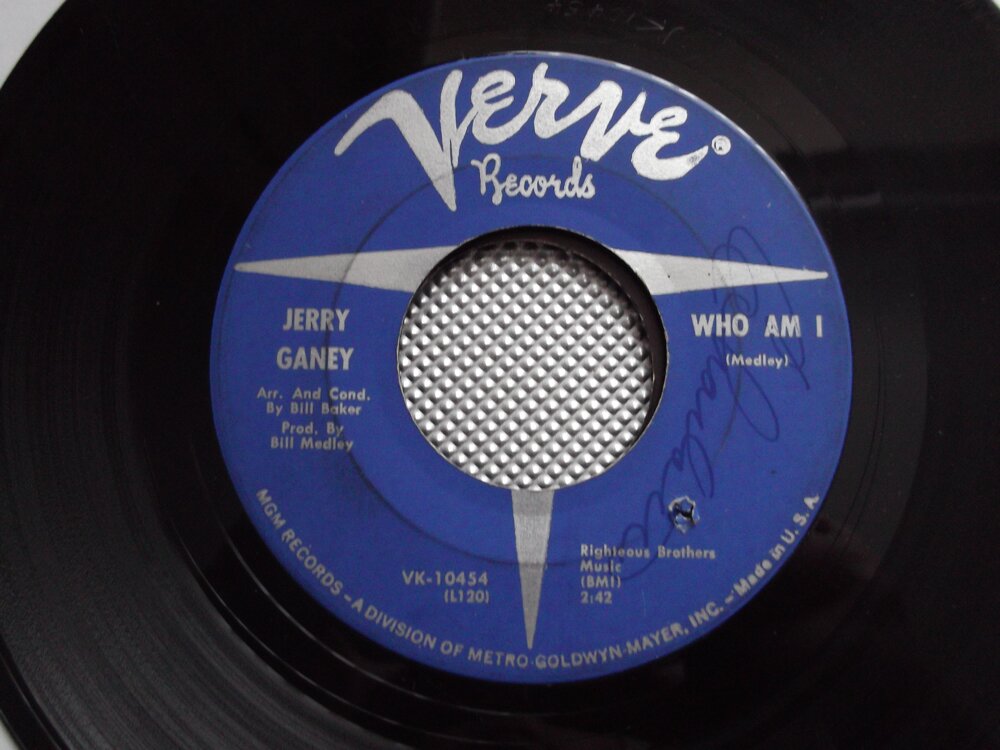 Verve®
Records
JERRY
GANEY
Arr. And Cond.
By Bill Baker
Prod. By
Bill Medley
WHO AM I
(Medley)
VK-10454
(L120)
Righteous Brothers
Music
(BMI)
2:42
MGM RECORDS - A DIVISION OF METRO-GOLDWYN-MAYER, INC. - Made in U.S.A.